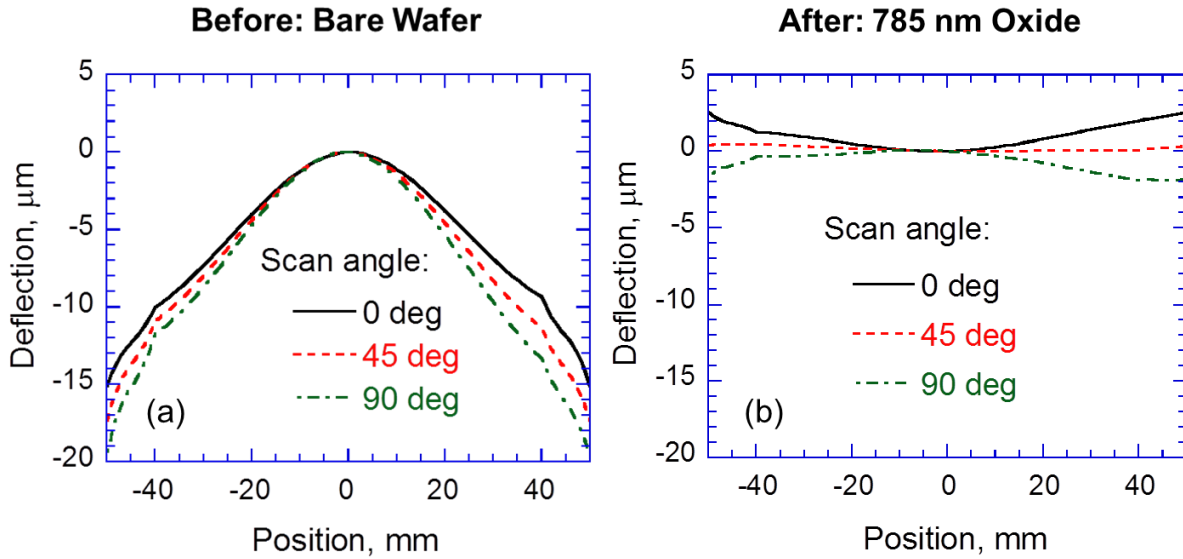 Before: Bare Wafer
5
0
-5
-10
-15
-20
Deflection, μm
Scan angle:
0 deg
45 deg
90 deg
(a)
-40 -20 0 20 40
Position, mm
After: 785 nm Oxide
5
0
-5
-10
-15
-20
Deflection, μm
Scan angle:
0 deg
45 deg
90 deg
(b)
-40 -20 0 20 40
Position, mm